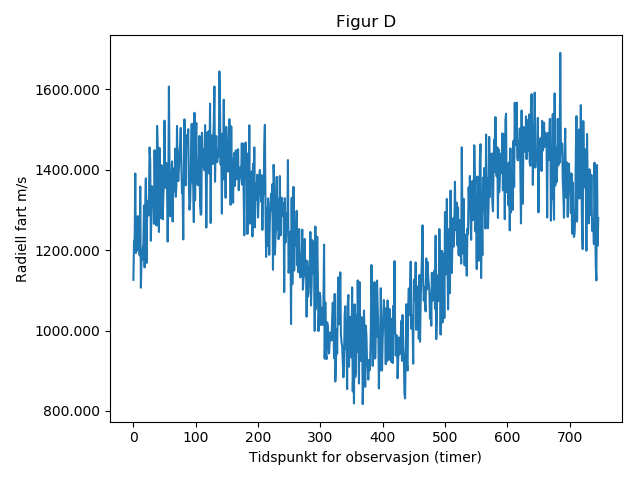 Figur D
Radiell fart m/s
1600.000
1400.000
1200.000
1000.000
800.000
0 100 200 300 400 500 600 700
Tidspunkt for observasjon (timer)